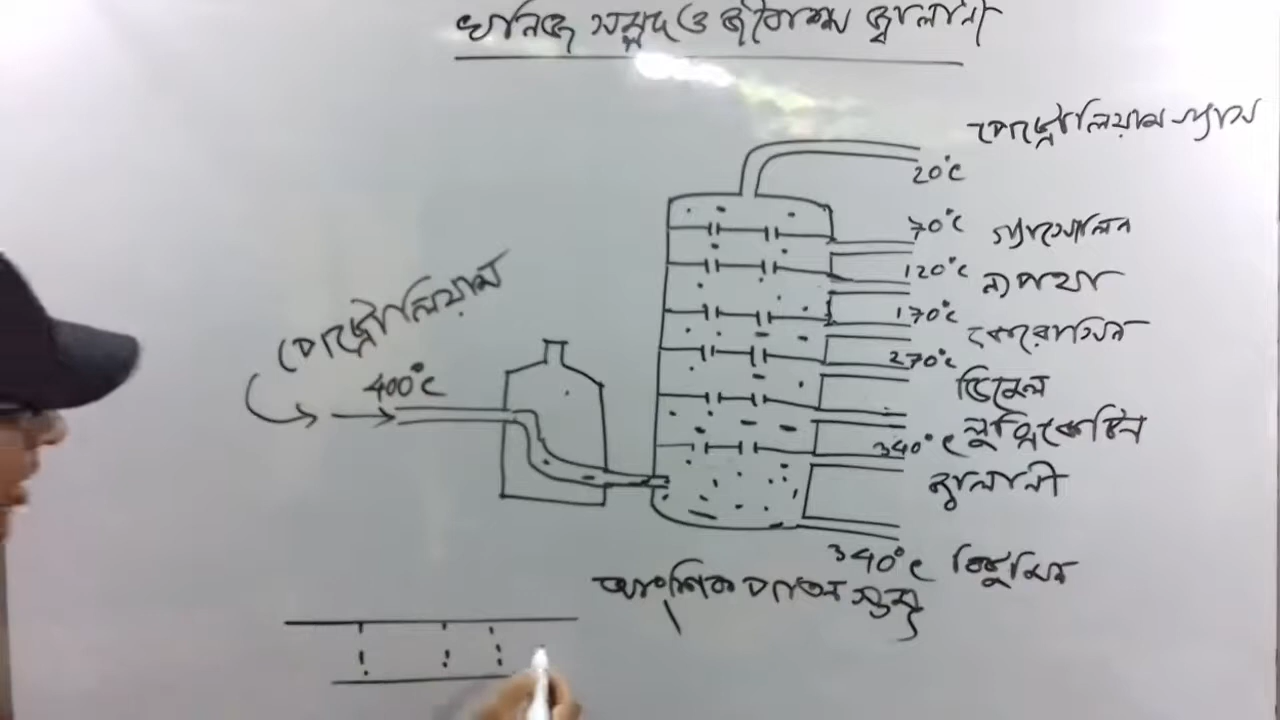 খনিজ সম্পদ ও জীবাশ্ম জ্বালানী
পেট্রোলিয়াম গ্যাস
20°C
70°C গ্যাসোলিন
120°C ন্যাপথা
170°C কেরোসিন
270°C
ডিজেল
লুব্রিকেটিং
340°C
জ্বালানী
340°C বিটুমিন
পেট্রোলিয়াম
400°C
আংশিক পাতন স্তম্ভ